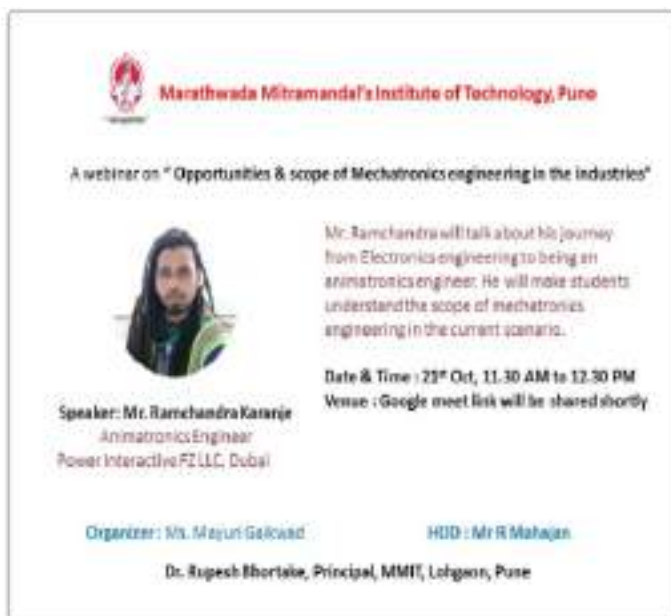 Marathwada Mitramandal's Institute of Technology, Pune
A webinar on " Opportunities & scope of Mechatronics engineering in the industries"
Mr. Ramchandra will talk about his journey
from Electronics engineering to being an
animatronics engineer. He will make students
understand the scope of mechatronics
engineering in the current scenario.
Date & Time : 21st Oct, 11.30 AM to 12.30 PM
Venue : Google meet link will be shared shortly
Speaker: Mr. Ramchandra Karanje
Animatronics Engineer
Power Interactive FZ LLC, Dubai
Organizer : Ms. Mayuri Gaikwad
HOD : Mr R Mahajan
Dr. Rupesh Bhortake, Principal, MMIT, Lohgaon, Pune